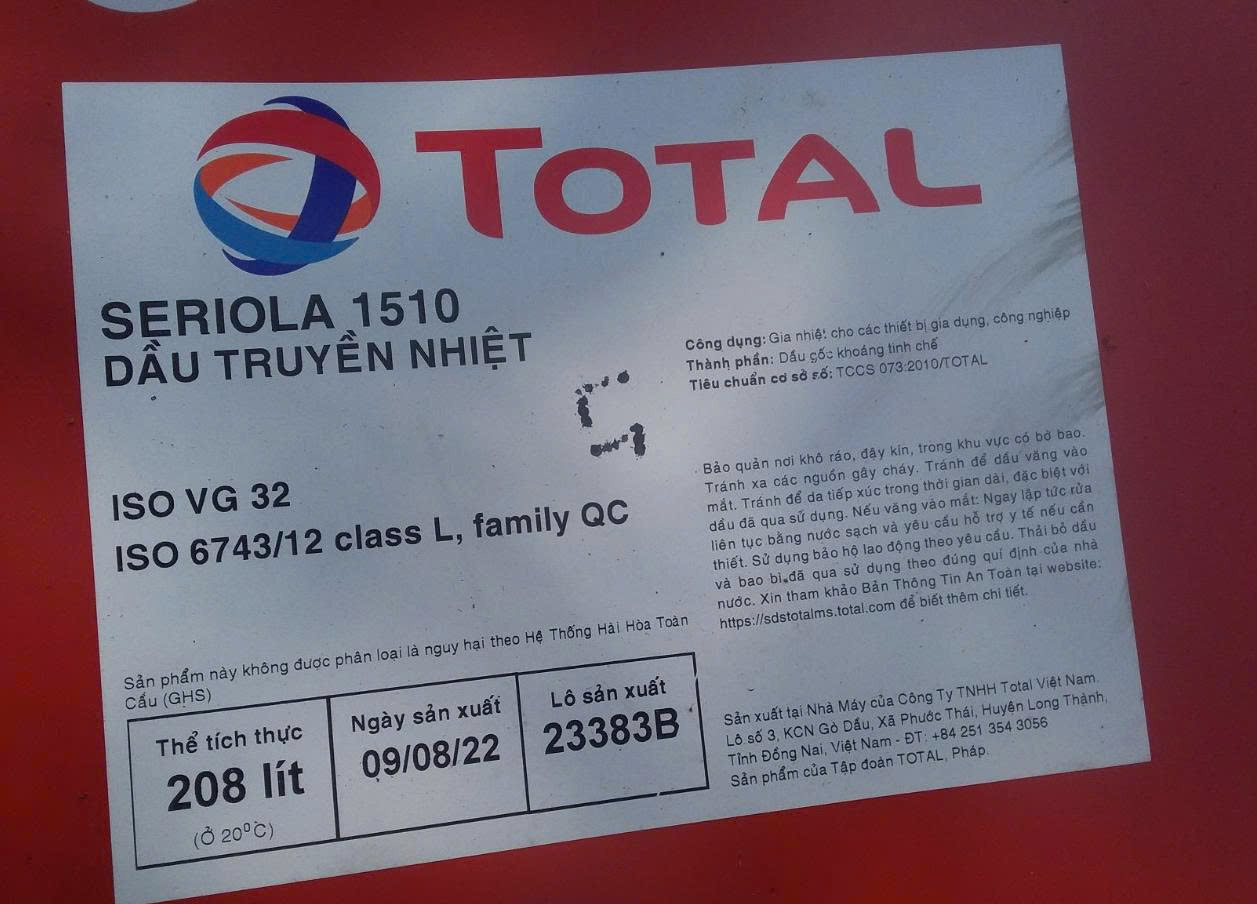 TOTAL
SERIOLA 1510
DẦU TRUYỀN NHIỆT
ISO VG 32
ISO 6743/12 class L, family QC
Công dụng: Gia nhiệt cho các thiết bị gia dụng, công nghiệp
Thành phần: Dầu gốc khoáng tinh chế
Tiêu chuẩn cơ sở số: TCCS 073:2010/TOTAL
Bảo quản nơi khô ráo, đậy kín, trong khu vực có bờ bao.
Tránh xa các nguồn gây cháy. Tránh để dầu văng vào
mắt. Tránh để da tiếp xúc trong thời gian dài, đặc biệt với
dầu đã qua sử dụng. Nếu văng vào mắt: Ngay lập tức rửa
liên tục bằng nước sạch và yêu cầu hỗ trợ y tế nếu cần
thiết. Sử dụng bảo hộ lao động theo yêu cầu. Thải bỏ dầu
và bao bì đã qua sử dụng theo đúng quí định của nhà
nước. Xin tham khảo Bản Thông Tin An Toàn tại website:
https://sdstotalms.total.com để biết thêm chi tiết.
Sản phẩm này không được phân loại là nguy hại theo Hệ Thống Hài Hòa Toàn
Cầu (GHS)
Thể tích thực
208 lít
(Ở 20⁰C)
Ngày sản xuất
09/08/22
Lô sản xuất
23383B
Sản xuất tại Nhà Máy của Công Ty TNHH Total Việt Nam.
Lô số 3, KCN Gò Dầu, Xã Phước Thái, Huyện Long Thành,
Tỉnh Đồng Nai, Việt Nam - ĐT: +84 251 354 3056
Sản phẩm của Tập đoàn TOTAL, Pháp.